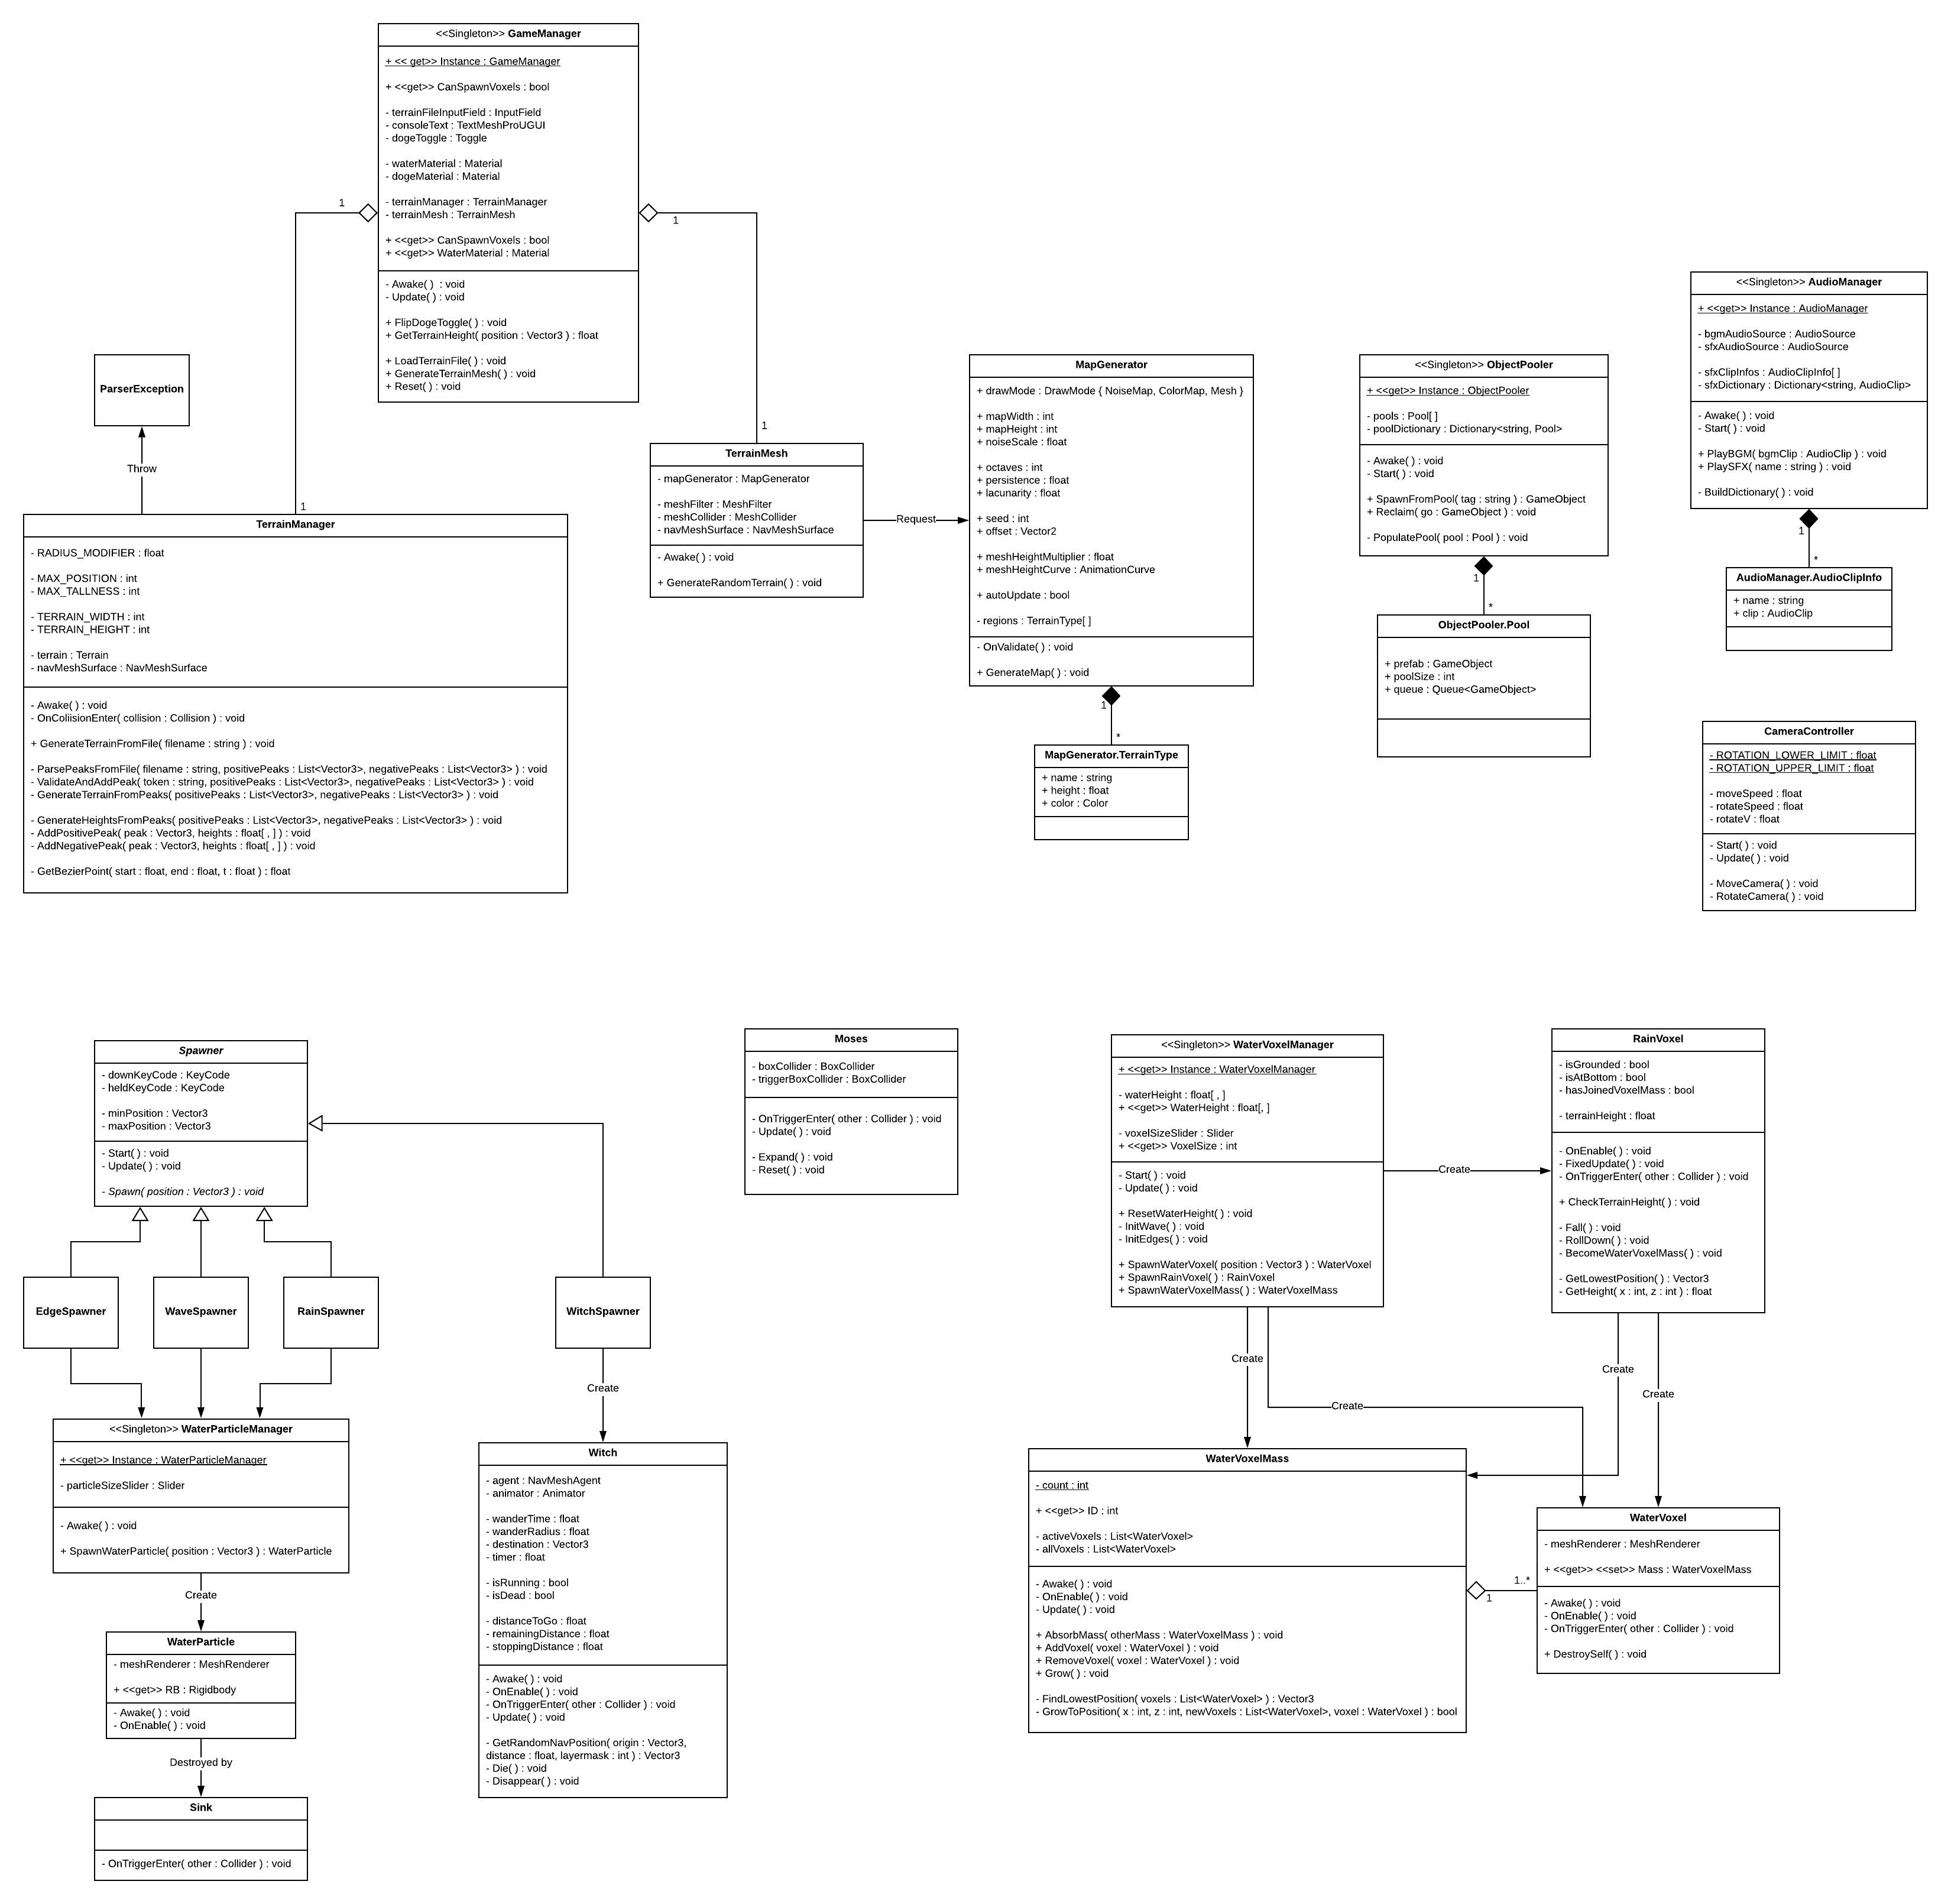 <<Singleton>> GameManager
+ << get>> Instance : GameManager
+ <<get>> CanSpawnVoxels : bool
- terrainFileInputField : InputField
- consoleText : TextMeshProUGUI
- dogeToggle : Toggle
- waterMaterial : Material
- dogeMaterial : Material
- terrainManager : TerrainManager
- terrainMesh : TerrainMesh
+ <<get>> CanSpawnVoxels : bool
+ <<get>> WaterMaterial : Material
- Awake( )  : void
- Update( ) : void
+ FlipDogeToggle( ) : void
+ GetTerrainHeight( position : Vector3 ) : float
+ LoadTerrainFile( ) : void
+ GenerateTerrainMesh( ) : void
+ Reset( ) : void
1
1
1
1
ParserException
Throw
TerrainManager
- RADIUS_MODIFIER : float
- MAX_POSITION : int
- MAX_TALLNESS : int
- TERRAIN_WIDTH : int
- TERRAIN_HEIGHT : int
- terrain : Terrain
- navMeshSurface : NavMeshSurface
- Awake( ) : void
- OnColiisionEnter( collision : Collision ) : void
+ GenerateTerrainFromFile( filename : string ) : void
- ParsePeaksFromFile( filename : string, positivePeaks : List<Vector3>, negativePeaks : List<Vector3> ) : void
- ValidateAndAddPeak( token : string, positivePeaks : List<Vector3>, negativePeaks : List<Vector3> ) : void
- GenerateTerrainFromPeaks( positivePeaks : List<Vector3>, negativePeaks : List<Vector3> ) : void
- GenerateHeightsFromPeaks( positivePeaks : List<Vector3>, negativePeaks : List<Vector3> ) : void
- AddPositivePeak( peak : Vector3, heights : float[ , ] ) : void
- AddNegativePeak( peak : Vector3, heights : float[ , ] ) : void
- GetBezierPoint( start : float, end : float, t : float ) : float
TerrainMesh
- mapGenerator : MapGenerator
- meshFilter : MeshFilter
- meshCollider : MeshCollider
- navMeshSurface : NavMeshSurface
- Awake( ) : void
+ GenerateRandomTerrain( ) : void
Request
MapGenerator
+ drawMode : DrawMode { NoiseMap, ColorMap, Mesh }
+ mapWidth : int
+ mapHeight : int
+ noiseScale : float
+ octaves : int
+ persistence : float
+ lacunarity : float
+ seed : int
+ offset : Vector2
+ meshHeightMultiplier : float
+ meshHeightCurve : AnimationCurve
+ autoUpdate : bool
- regions : TerrainType[ ]
- OnValidate( ) : void
+ GenerateMap( ) : void
1
*
MapGenerator.TerrainType
+ name : string
+ height : float
+ color : Color
<<Singleton>> ObjectPooler
+ <<get>> Instance : ObjectPooler
- pools : Pool[ ]
- poolDictionary : Dictionary<string, Pool>
- Awake( ) : void
- Start( ) : void
+ SpawnFromPool( tag : string ) : GameObject
+ Reclaim( go : GameObject ) : void
- PopulatePool( pool : Pool ) : void
1
*
ObjectPooler.Pool
+ prefab : GameObject
+ poolSize : int
+ queue : Queue<GameObject>
<<Singleton>> AudioManager
+ <<get>> Instance : AudioManager
- bgmAudioSource : AudioSource
- sfxAudioSource : AudioSource
- sfxClipInfos : AudioClipInfo[ ]
- sfxDictionary : Dictionary<string, AudioClip>
- Awake( ) : void
- Start( ) : void
+ PlayBGM( bgmClip : AudioClip ) : void
+ PlaySFX( name : string ) : void
- BuildDictionary( ) : void
1
*
AudioManager.AudioClipInfo
+ name : string
+ clip : AudioClip
CameraController
- ROTATION_LOWER_LIMIT : float
- ROTATION_UPPER_LIMIT : float
- moveSpeed : float
- rotateSpeed : float
- rotateV : float
- Start( ) : void
- Update( ) : void
- MoveCamera( ) : void
- RotateCamera( ) : void
Spawner
- downKeyCode : KeyCode
- heldKeyCode : KeyCode
- minPosition : Vector3
- maxPosition : Vector3
- Start( ) : void
- Update( ) : void
- Spawn( position : Vector3 ) : void
EdgeSpawner
WaveSpawner
RainSpawner
WitchSpawner
<<Singleton>> WaterParticleManager
+ <<get>> Instance : WaterParticleManager
- particleSizeSlider : Slider
- Awake( ) : void
+ SpawnWaterParticle( position : Vector3 ) : WaterParticle
Create
WaterParticle
- meshRenderer : MeshRenderer
+ <<get>> RB : Rigidbody
- Awake( ) : void
- OnEnable( ) : void
Destroyed by
Sink
- OnTriggerEnter( other : Collider ) : void
Create
Witch
- agent : NavMeshAgent
- animator : Animator
- wanderTime : float
- wanderRadius : float
- destination : Vector3
- timer : float
- isRunning : bool
- isDead : bool
- distanceToGo : float
- remainingDistance : float
- stoppingDistance : float
- Awake( ) : void
- OnEnable( ) : void
- OnTriggerEnter( other : Collider ) : void
- Update( ) : void
- GetRandomNavPosition( origin : Vector3,
distance : float, layermask : int ) : Vector3
- Die( ) : void
- Disappear( ) : void
Moses
- boxCollider : BoxCollider
- triggerBoxCollider : BoxCollider
- OnTriggerEnter( other : Collider ) : void
- Update( ) : void
- Expand( ) : void
- Reset( ) : void
<<Singleton>> WaterVoxelManager
+ <<get>> Instance : WaterVoxelManager
- waterHeight : float[ , ]
+ <<get>> WaterHeight : float[, ]
- voxelSizeSlider : Slider
+ <<get>> VoxelSize : int
- Start( ) : void
- Update( ) : void
+ ResetWaterHeight( ) : void
- InitWave( ) : void
- InitEdges( ) : void
+ SpawnWaterVoxel( position : Vector3 ) : WaterVoxel
+ SpawnRainVoxel( ) : RainVoxel
+ SpawnWaterVoxelMass( ) : WaterVoxelMass
Create
RainVoxel
- isGrounded : bool
- isAtBottom : bool
- hasJoinedVoxelMass : bool
- terrainHeight : float
- OnEnable( ) : void
- FixedUpdate( ) : void
- OnTriggerEnter( other : Collider ) : void
+ CheckTerrainHeight( ) : void
- Fall( ) : void
- RollDown( ) : void
- BecomeWaterVoxelMass( ) : void
- GetLowestPosition( ) : Vector3
- GetHeight( x : int, z : int ) : float
Create
Create
Create
Create
WaterVoxelMass
- count : int
+ <<get>> ID : int
- activeVoxels : List<WaterVoxel>
- allVoxels : List<WaterVoxel>
- Awake( ) : void
- OnEnable( ) : void
- Update( ) : void
+ AbsorbMass( otherMass : WaterVoxelMass ) : void
+ AddVoxel( voxel : WaterVoxel ) : void
+ RemoveVoxel( voxel : WaterVoxel ) : void
+ Grow( ) : void
- FindLowestPosition( voxels : List<WaterVoxel> ) : Vector3
- GrowToPosition( x : int, z : int, newVoxels : List<WaterVoxel>, voxel : WaterVoxel ) : bool
1..*
1
WaterVoxel
- meshRenderer : MeshRenderer
+ <<get>> <<set>> Mass : WaterVoxelMass
- Awake( ) : void
- OnEnable( ) : void
- OnTriggerEnter( other : Collider ) : void
+ DestroySelf( ) : void